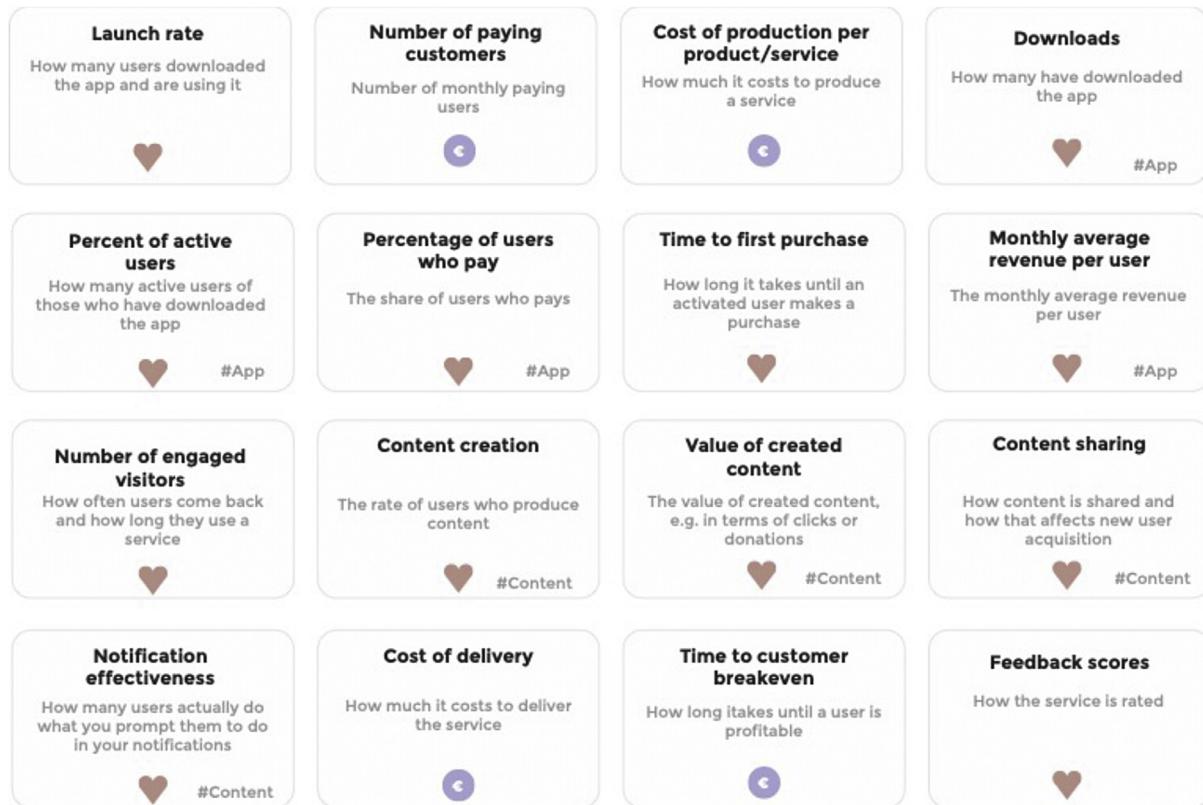 Launch rate
How many users downloaded
the app and are using it
Number of paying
customers
Number of monthly paying
users
€
Cost of production per
product/service
How much it costs to produce
a service
€
Downloads
How many have downloaded
the app
#App
Percent of active
users
How many active users of
those who have downloaded
the app
#App
Percentage of users
who pay
The share of users who pays
#App
Time to first purchase
How long it takes until an
activated user makes a
purchase
Monthly average
revenue per user
The monthly average revenue
per user
#App
Number of engaged
visitors
How often users come back
and how long they use a
service
Content creation
The rate of users who produce
content
#Content
Value of created
content
The value of created content,
e.g. in terms of clicks or
donations
#Content
Content sharing
How content is shared and
how that affects new user
acquisition
#Content
Notification
effectiveness
How many users actually do
what you prompt them to do
in your notifications
#Content
Cost of delivery
How much it costs to deliver
the service
€
Time to customer
breakeven
How long itakes until a user is
profitable
€
Feedback scores
How the service is rated